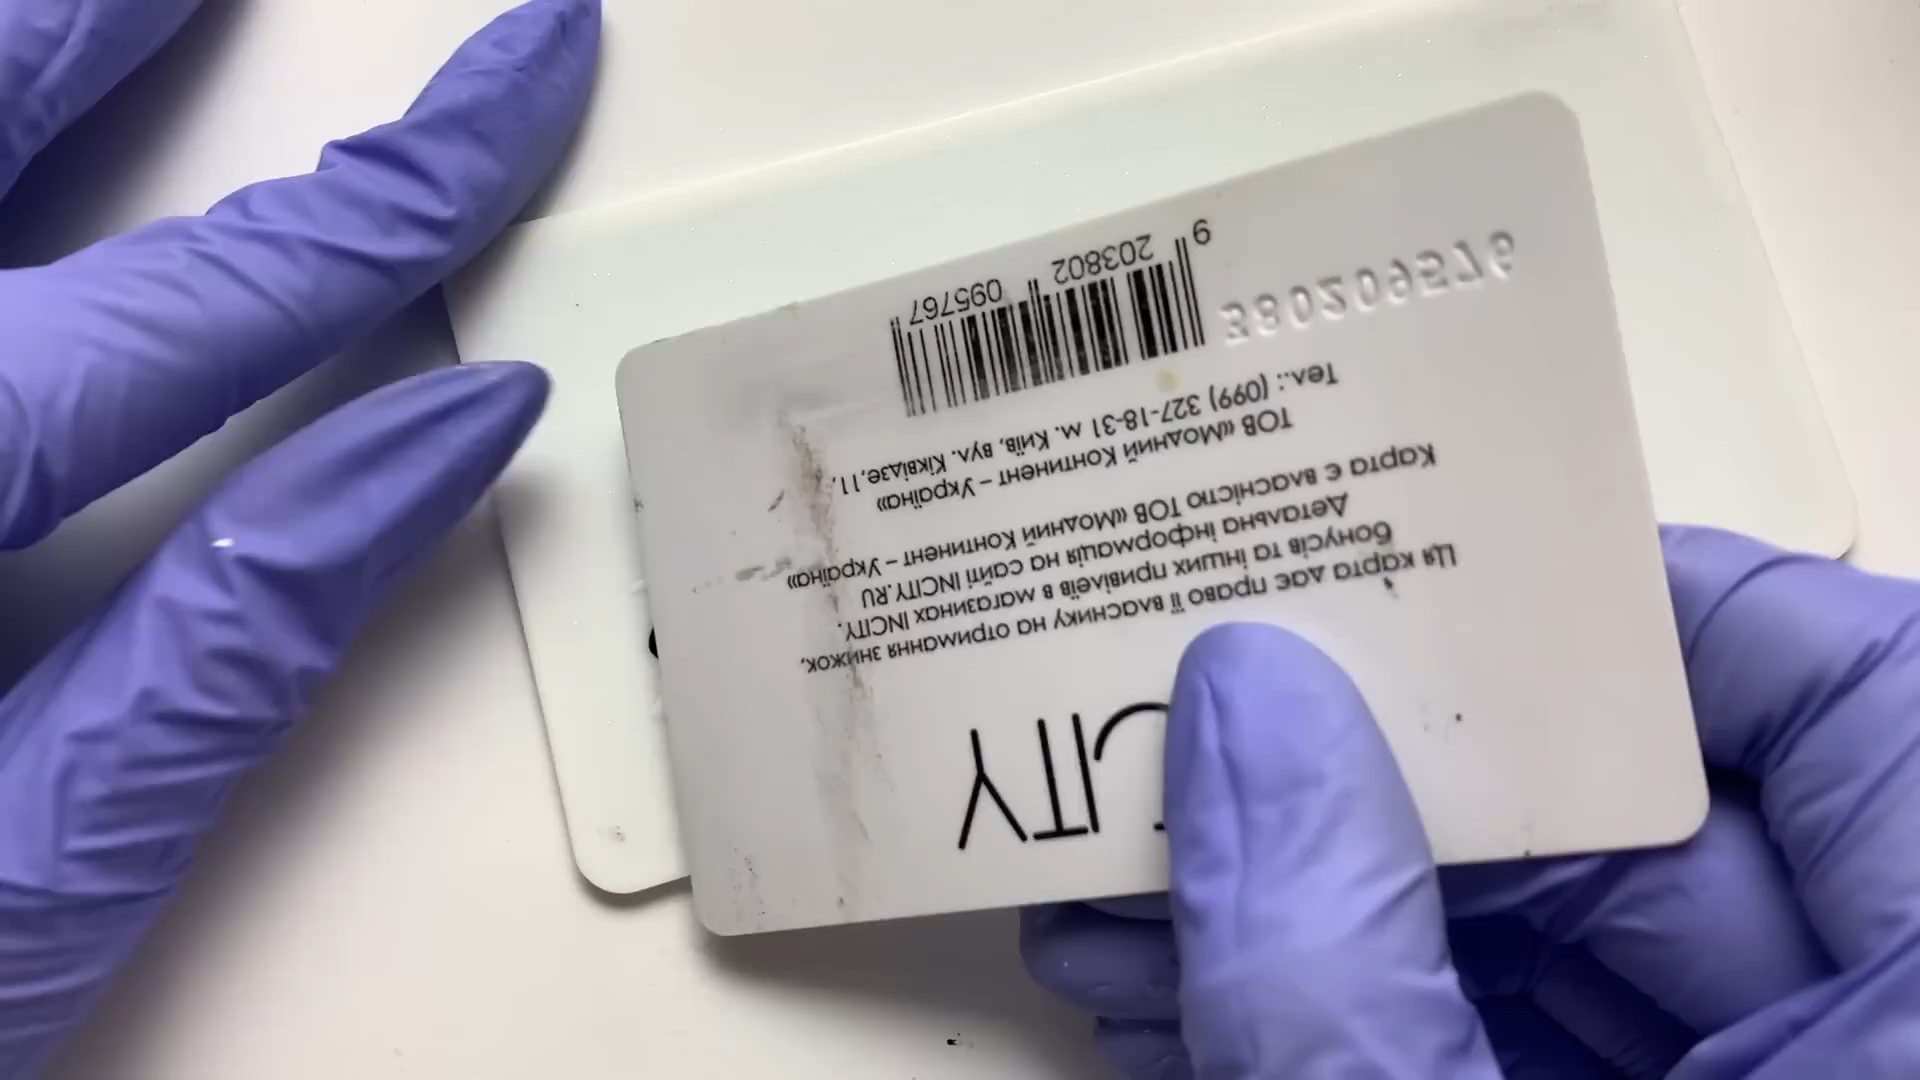 CITY
Ця карта дає право її власнику на отримання знижок,
бонусів та інших привілеїв в магазинах INCITY.
Детальна інформація на сайті INCITY.RU
Карта є власністю ТОВ «Модний Континент – Україна»
ТОВ «Модний Континент – Україна»
Тел.: (099) 327-18-31 м. Київ, вул. Кіквідзе,11.
380209576
9 203802 095767